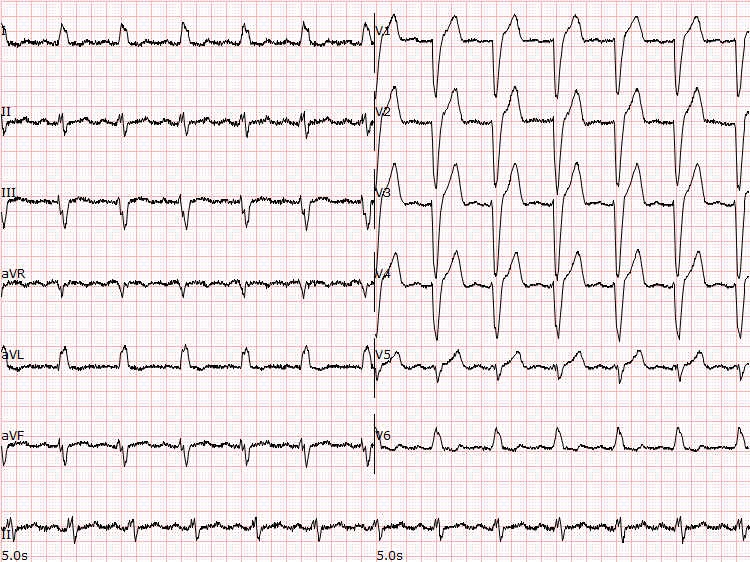 I V1
II V2
III V3
aVR V4
aVL V5
aVF V6
II
5.0s 5.0s